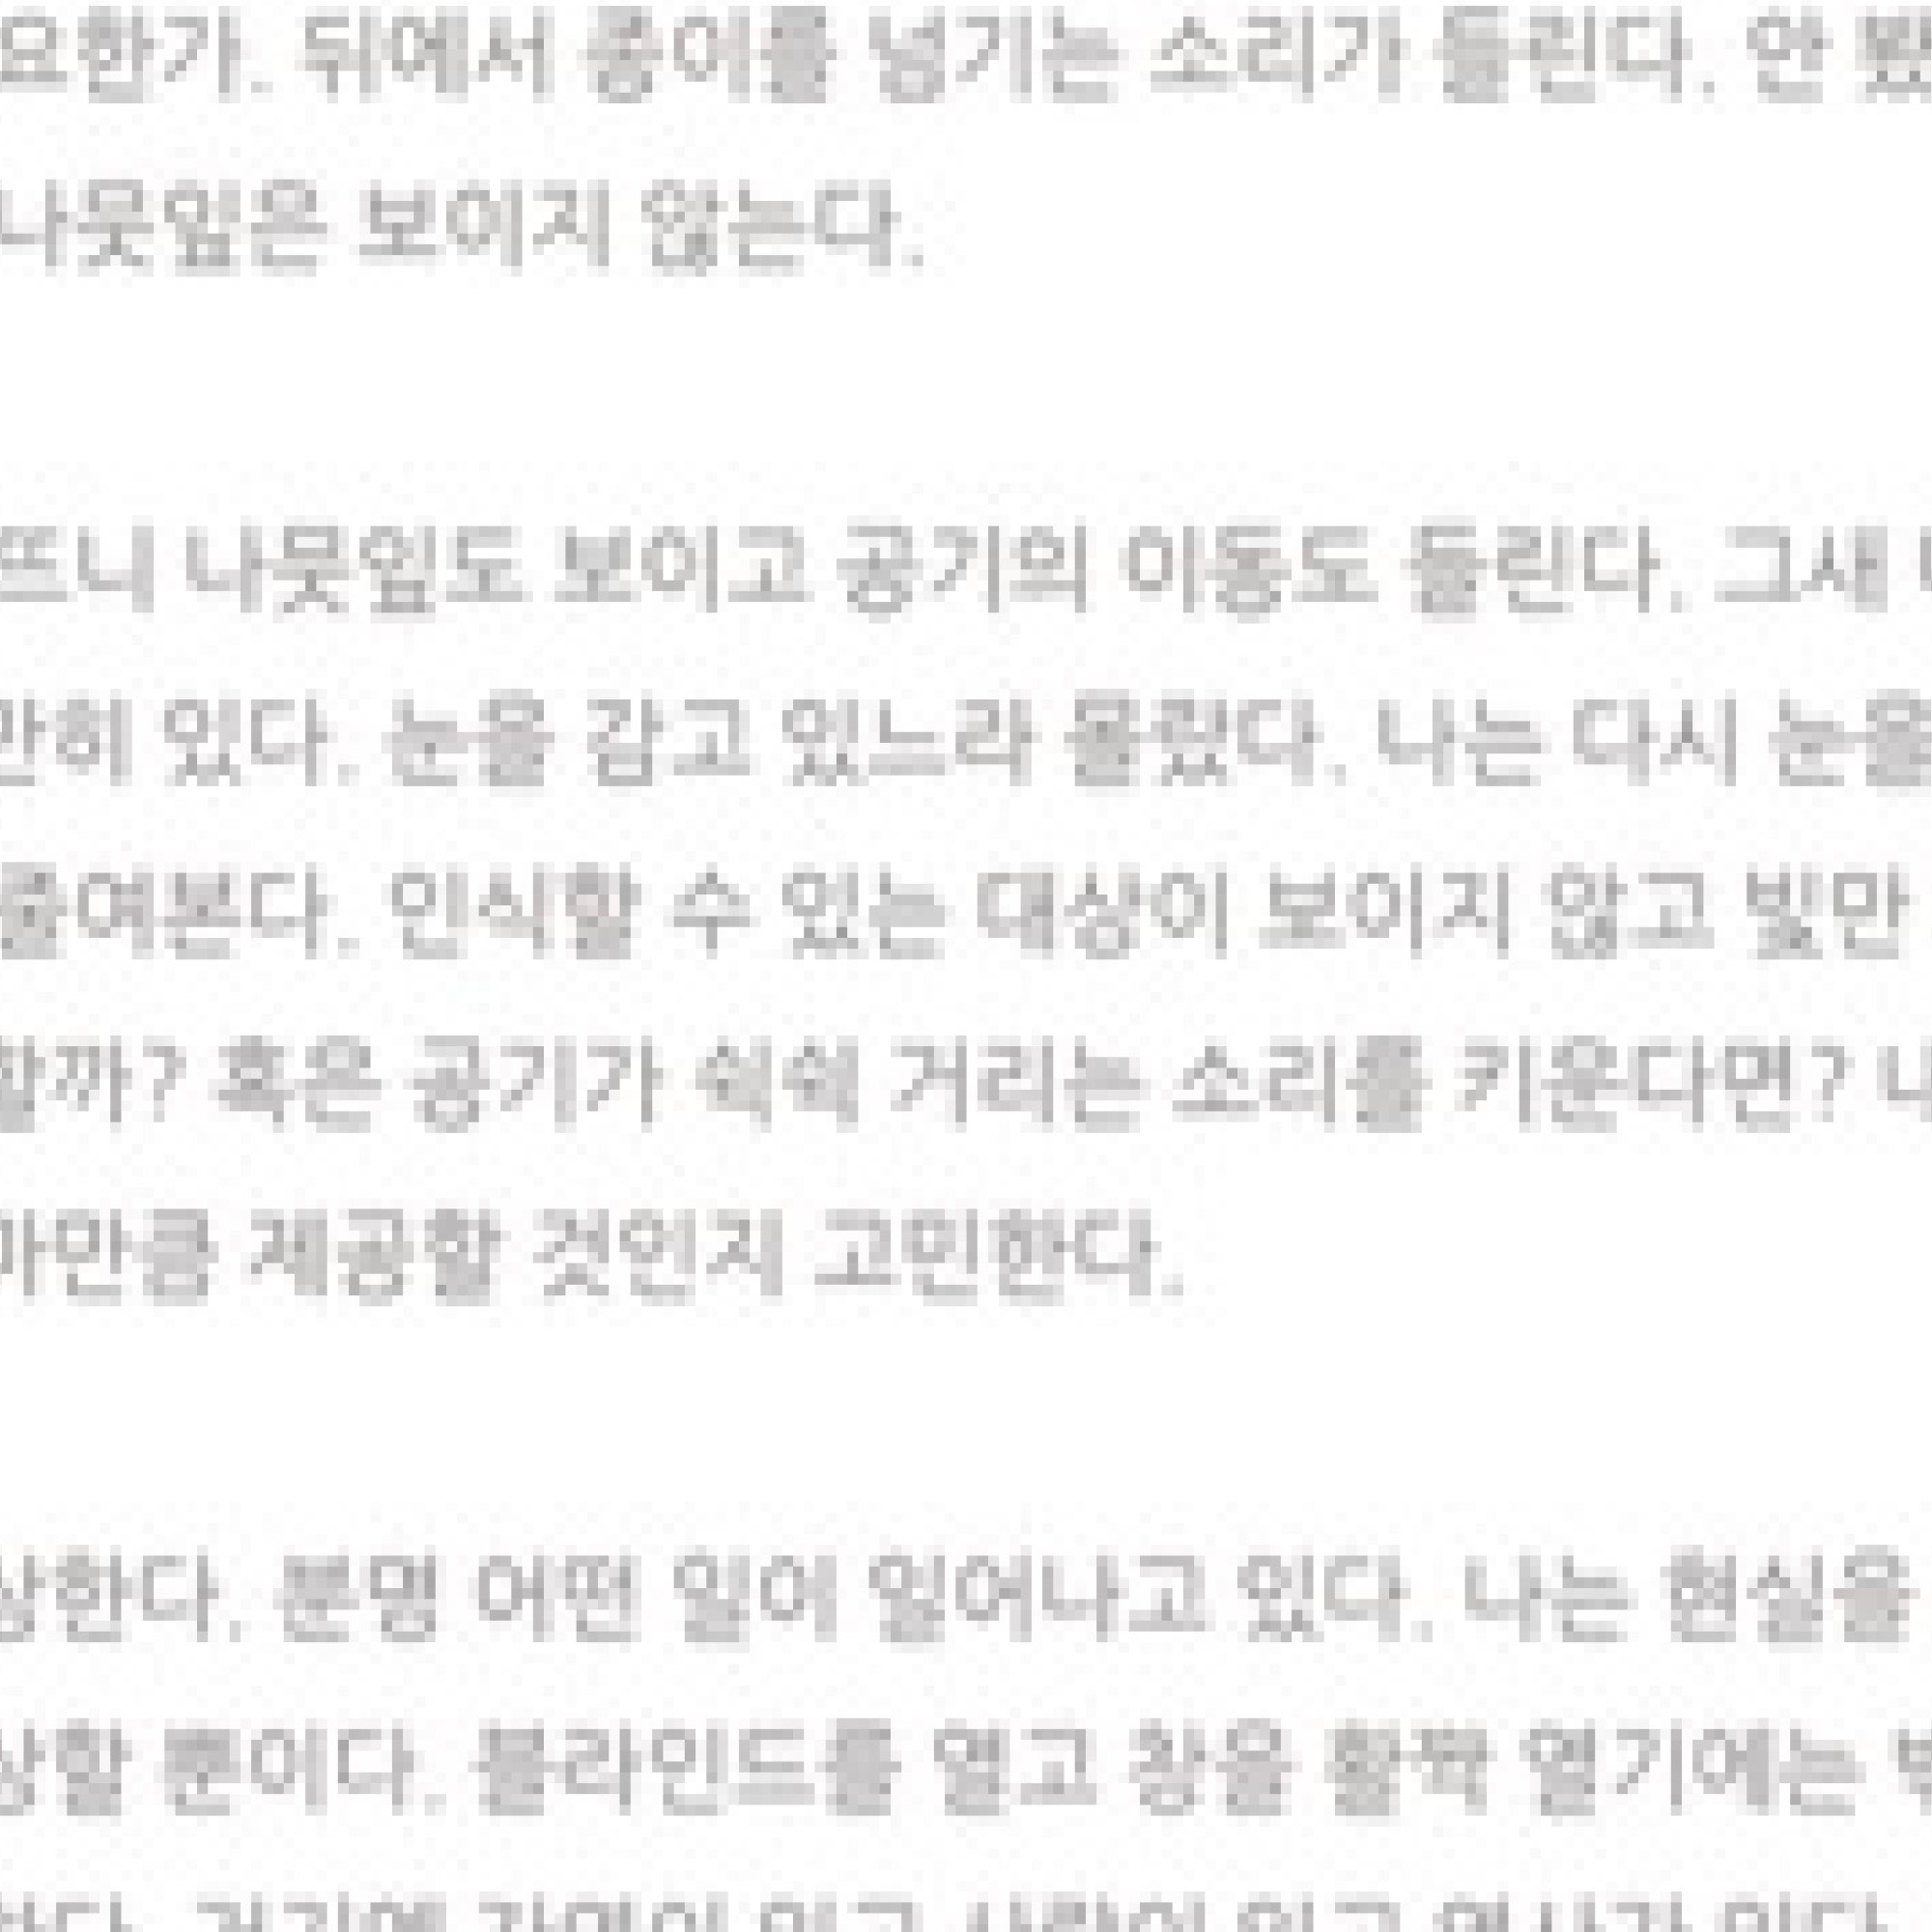 요한가. 뒤에서 종이를 넘기는 소리가 들린다. 안
나뭇잎은 보이지 않는다.
뜨니 나뭇잎도 보이고 공기의 이동도 들린다. 그새
만히 있다. 눈을 감고 있느라 몰랐다. 나는 다시 눈을
들여본다. 인식할 수 있는 대상이 보이지 않고 빛만
할까? 혹은 공기가 색색 거리는 소리를 키운다면?
마만큼 제공할 것인지 고민한다.
상한다. 분명 어떤 일이 일어나고 있다. 나는 현실을
상할 뿐이다. 블라인드를 열고 창을 활짝 열기에는